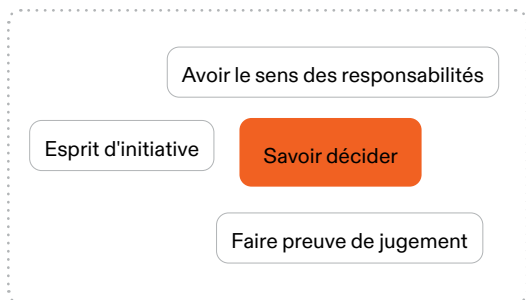 Avoir le sens des responsabilités
Esprit d'initiative
Savoir décider
Faire preuve de jugement